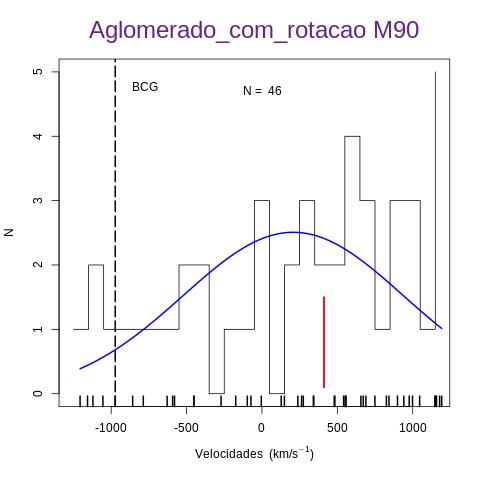 Aglomerado_com_rotacao M90
BCG
N = 46
5
4
3
2
1
0
N
-1000 -500 0 500 1000
Velocidades (km/s⁻¹)